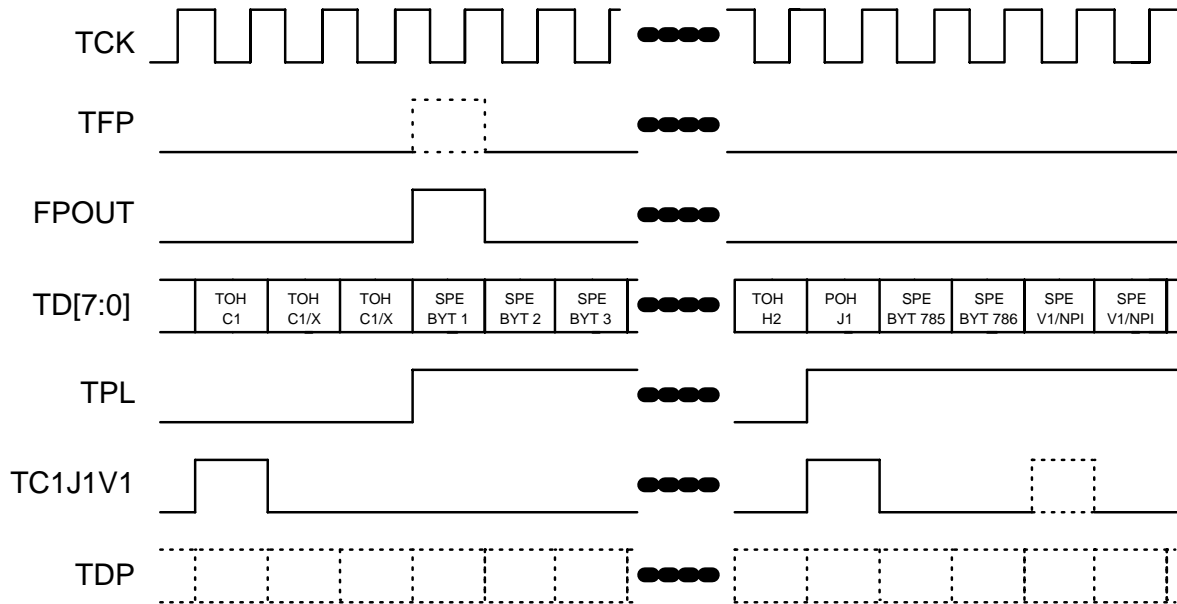 TCK
TFP
FPOUT
TD[7:0]
TOH TOH TOH SPE SPE SPE TOH POH SPE SPE SPE SPE
C1 C1/X C1/X BYT 1 BYT 2 BYT 3 H2 J1 BYT 785 BYT 786 V1/NPI V1/NPI
TPL
TC1J1V1
TDP